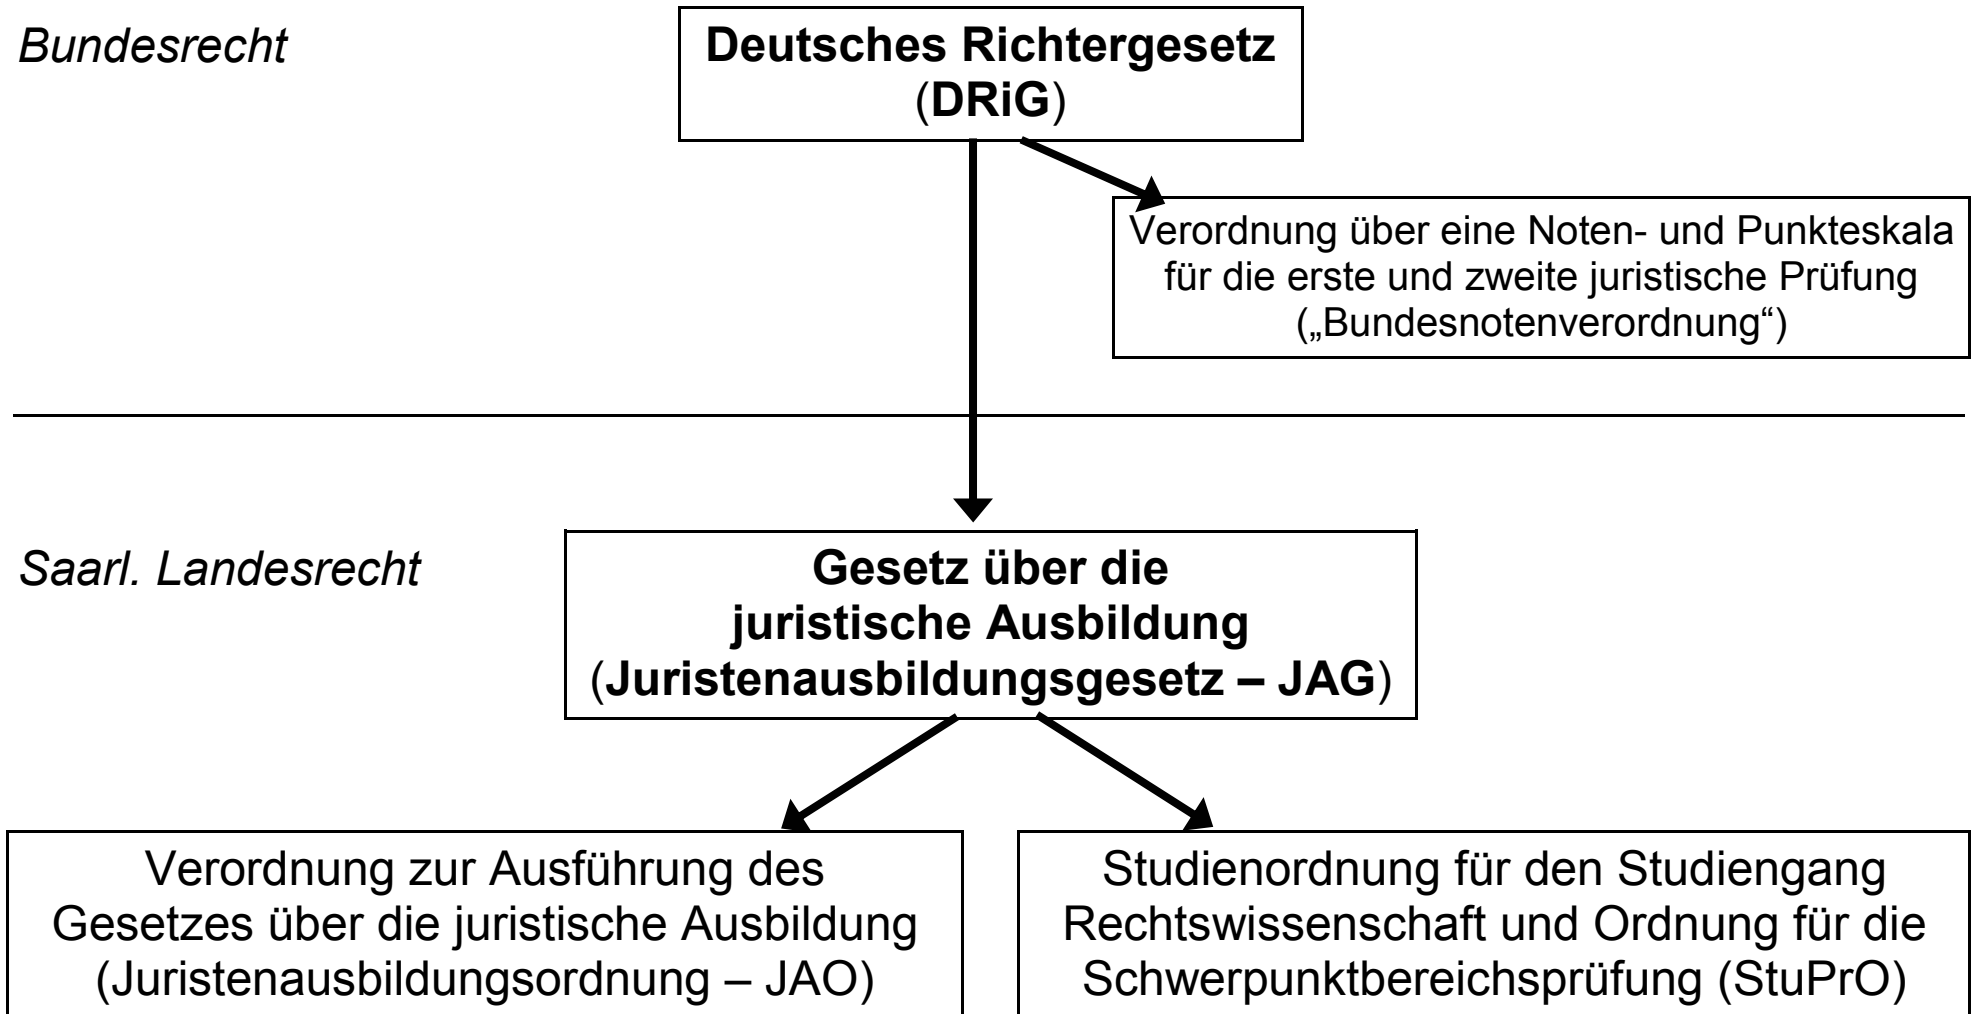 Bundesrecht
Deutsches Richtergesetz
(DRiG)
Verordnung über eine Noten- und Punkteskala
für die erste und zweite juristische Prüfung
(„Bundesnotenverordnung“)
Saarl. Landesrecht
Gesetz über die
juristische Ausbildung
(Juristenausbildungsgesetz – JAG)
Verordnung zur Ausführung des
Gesetzes über die juristische Ausbildung
(Juristenausbildungsordnung – JAO)
Studienordnung für den Studiengang
Rechtswissenschaft und Ordnung für die
Schwerpunktbereichsprüfung (StuPrO)